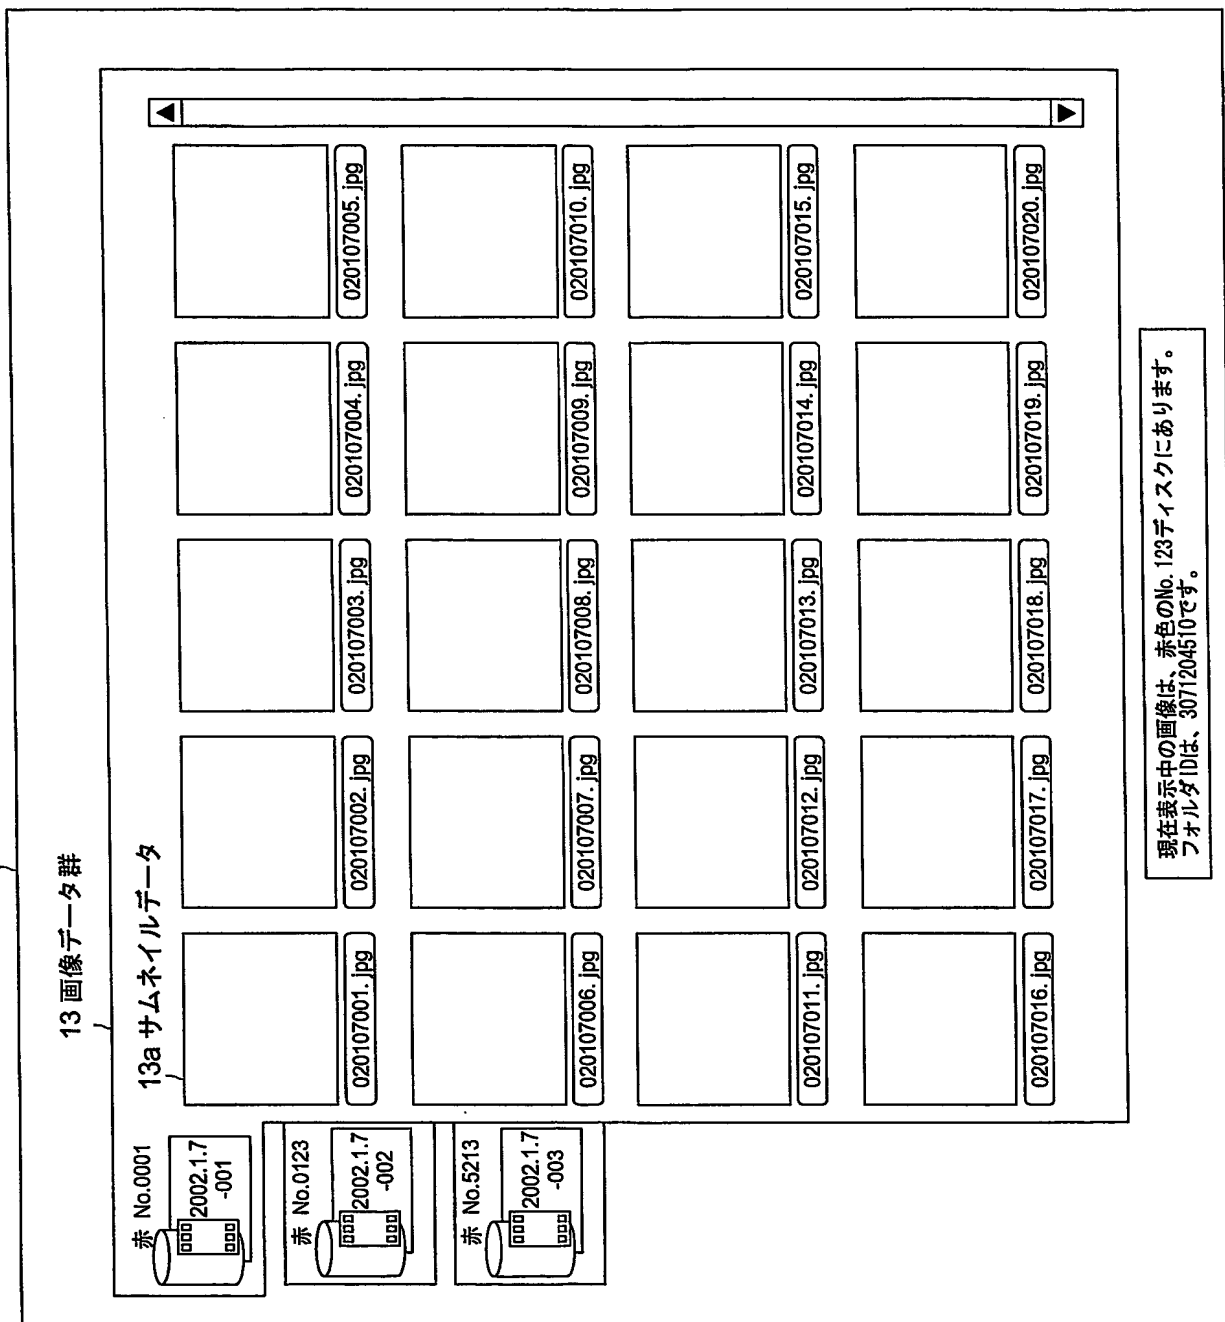 13 画像データ群
13a サムネイルデータ
赤 No.0001
2002.1.7
-001
赤 No.0123
2002.1.7
-002
赤 No.5213
2002.1.7
-003
020107001. jpg
020107002. jpg
020107003. jpg
020107004. jpg
020107005. jpg
020107006. jpg
020107007. jpg
020107008. jpg
020107009. jpg
020107010. jpg
020107011. jpg
020107012. jpg
020107013. jpg
020107014. jpg
020107015. jpg
020107016. jpg
020107017. jpg
020107018. jpg
020107019. jpg
020107020. jpg
現在表示中の画像は、赤色のNo. 123ディスクにあります。
フォルダIDは、3071204510です。